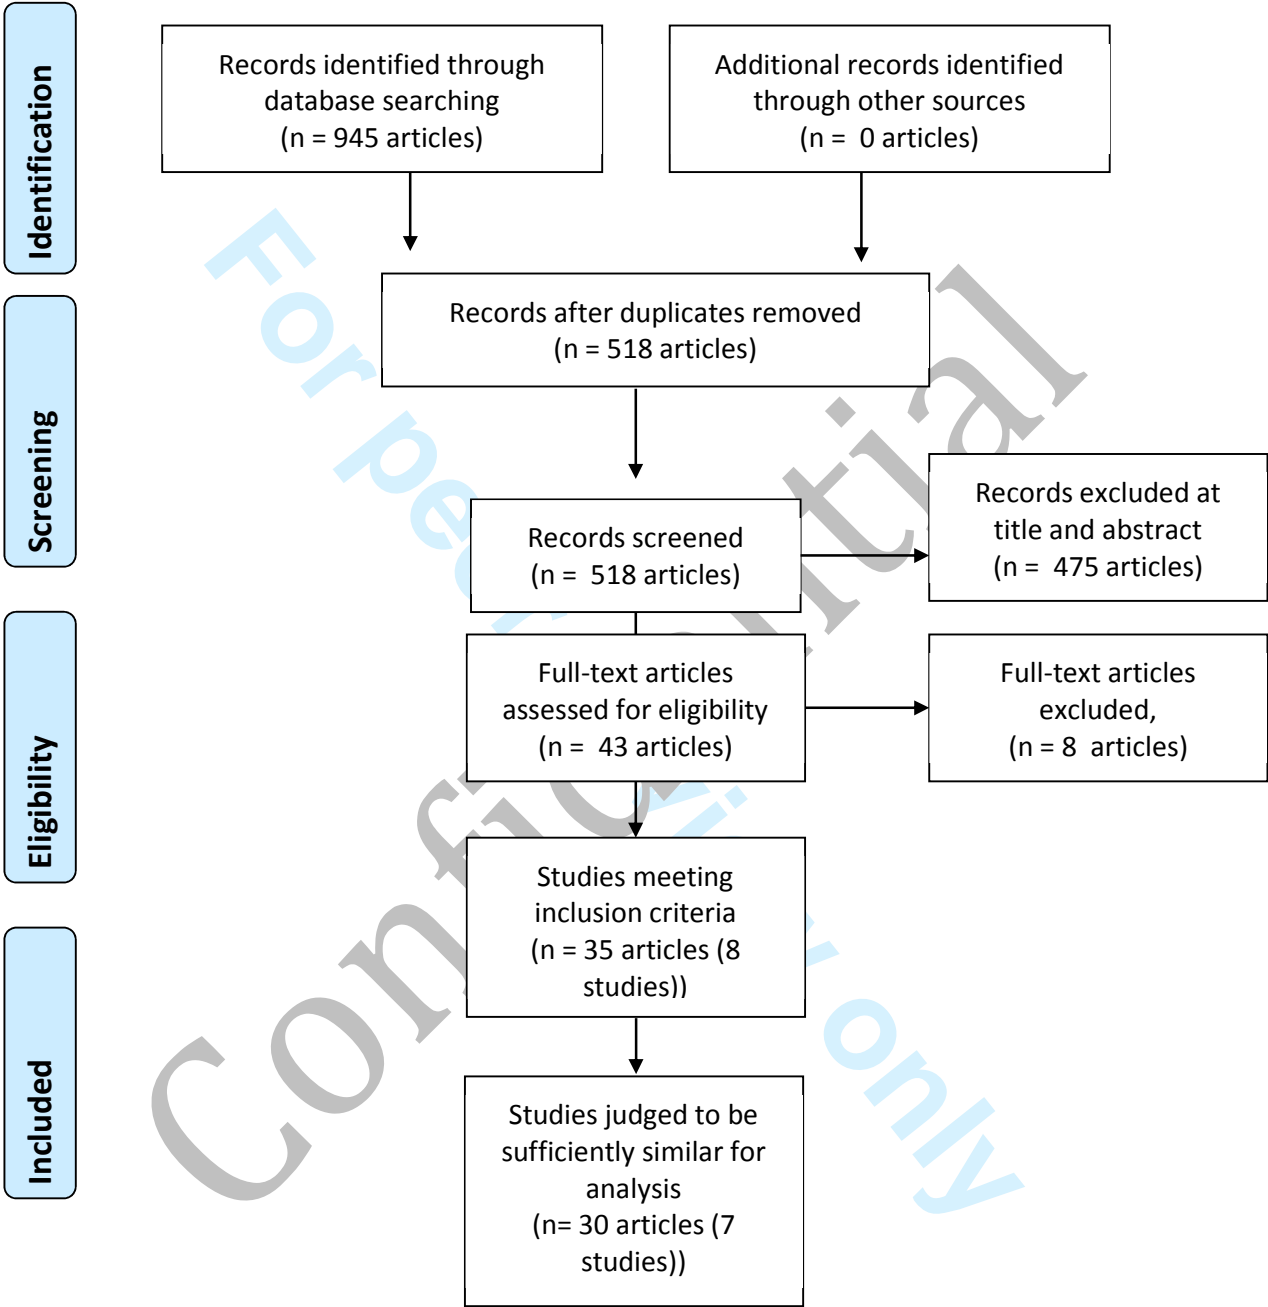 Identification
Records identified through
database searching
(n = 945 articles)
Additional records identified
through other sources
(n =  0 articles)
Records after duplicates removed
(n = 518 articles)
Screening
Records screened
(n =  518 articles)
Records excluded at
title and abstract
(n =  475 articles)
Eligibility
Full-text articles
assessed for eligibility
(n =  43 articles)
Full-text articles
excluded,
(n = 8  articles)
Studies meeting
inclusion criteria
(n = 35 articles (8
studies))
Included
Studies judged to be
sufficiently similar for
analysis
(n= 30 articles (7
studies))
Confidential
For peer review only